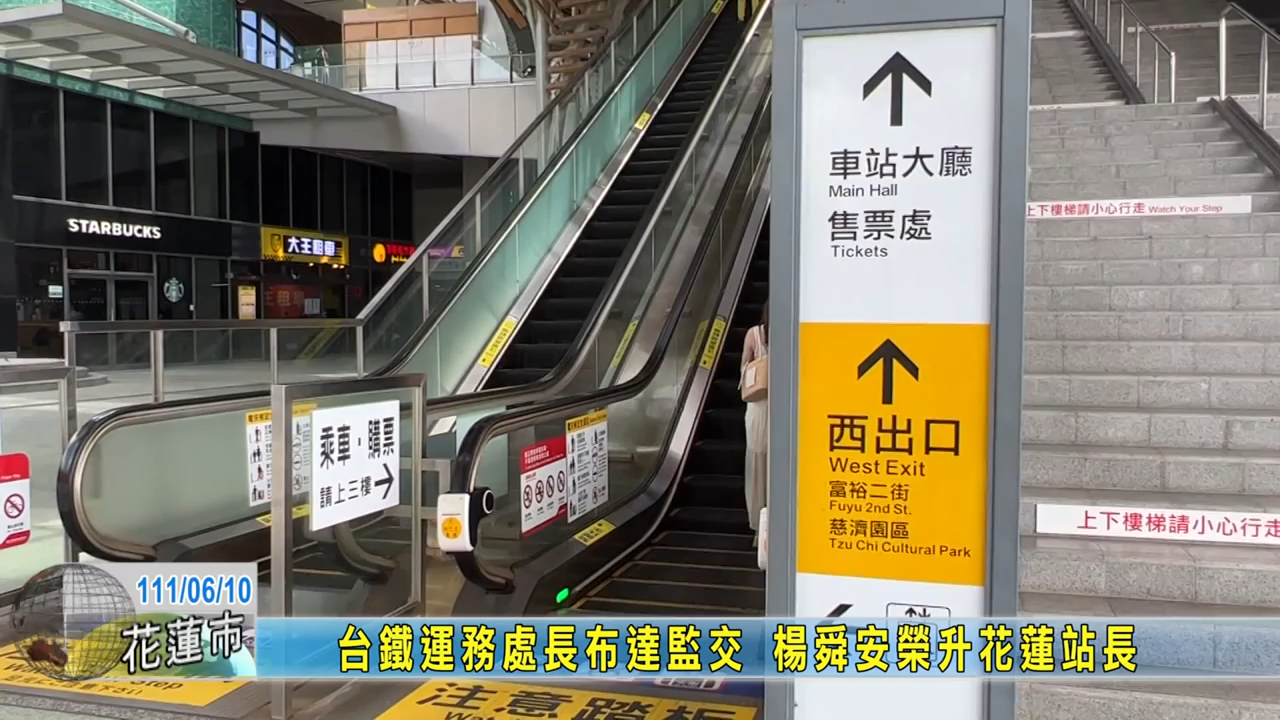 STARBUCKS
大王租車
車站大廳
Main Hall
售票處
Tickets
上下樓梯請小心行走 Watch Your Step
西出口
West Exit
富裕二街
Fuyu 2nd St.
慈濟園區
Tzu Chi Cultural Park
乘車·購票
請上三樓
上下樓梯請小心行走
111/06/10
花蓮市
台鐵運務處長布達監交 楊舜安榮升花蓮站長
注意踏板